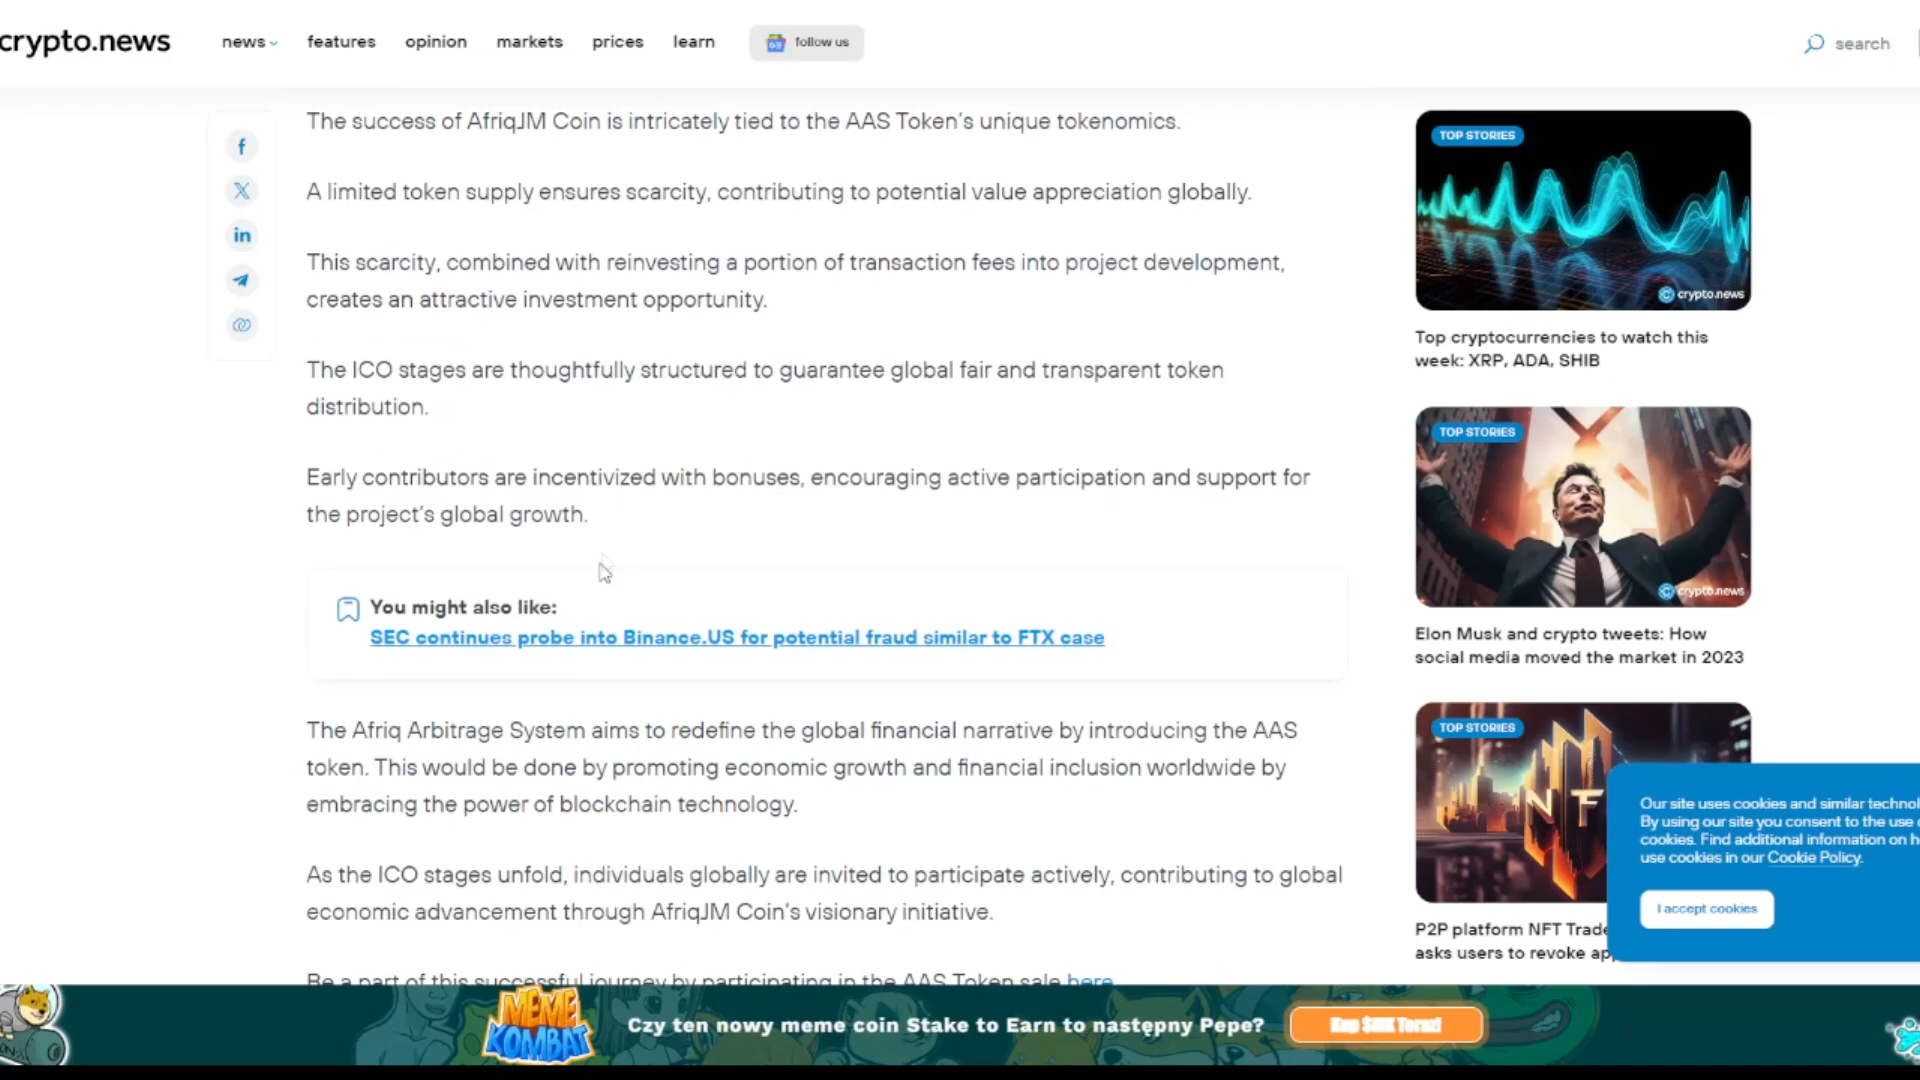 crypto.news
news
features
opinion
markets
prices
learn
follow us
search
The success of AfriqJM Coin is intricately tied to the AAS Token's unique tokenomics.
A limited token supply ensures scarcity, contributing to potential value appreciation globally.
This scarcity, combined with reinvesting a portion of transaction fees into project development,
creates an attractive investment opportunity.
The ICO stages are thoughtfully structured to guarantee global fair and transparent token
distribution.
Early contributors are incentivized with bonuses, encouraging active participation and support for
the project's global growth.
You might also like:
SEC continues probe into Binance.US for potential fraud similar to FTX case
The Afriq Arbitrage System aims to redefine the global financial narrative by introducing the AAS
token. This would be done by promoting economic growth and financial inclusion worldwide by
embracing the power of blockchain technology.
As the ICO stages unfold, individuals globally are invited to participate actively, contributing to global
economic advancement through AfriqJM Coin's visionary initiative.
Be a part of this successful journey by participating in the AAS Token sale here
TOP STORIES
crypto.news
Top cryptocurrencies to watch this
week: XRP, ADA, SHIB
TOP STORIES
crypto.news
Elon Musk and crypto tweets: How
social media moved the market in 2023
TOP STORIES
NF
P2P platform NFT Trade
asks users to revoke
Our site uses cookies and similar
By using our site you consent to the use
cookies. Find additional information on
use cookies in our Cookie Policy.
I accept cookies
MEME
KOMBAT
Czy ten nowy meme coin Stake to Earn to następny Pepe?
Kup $MK Teraz!